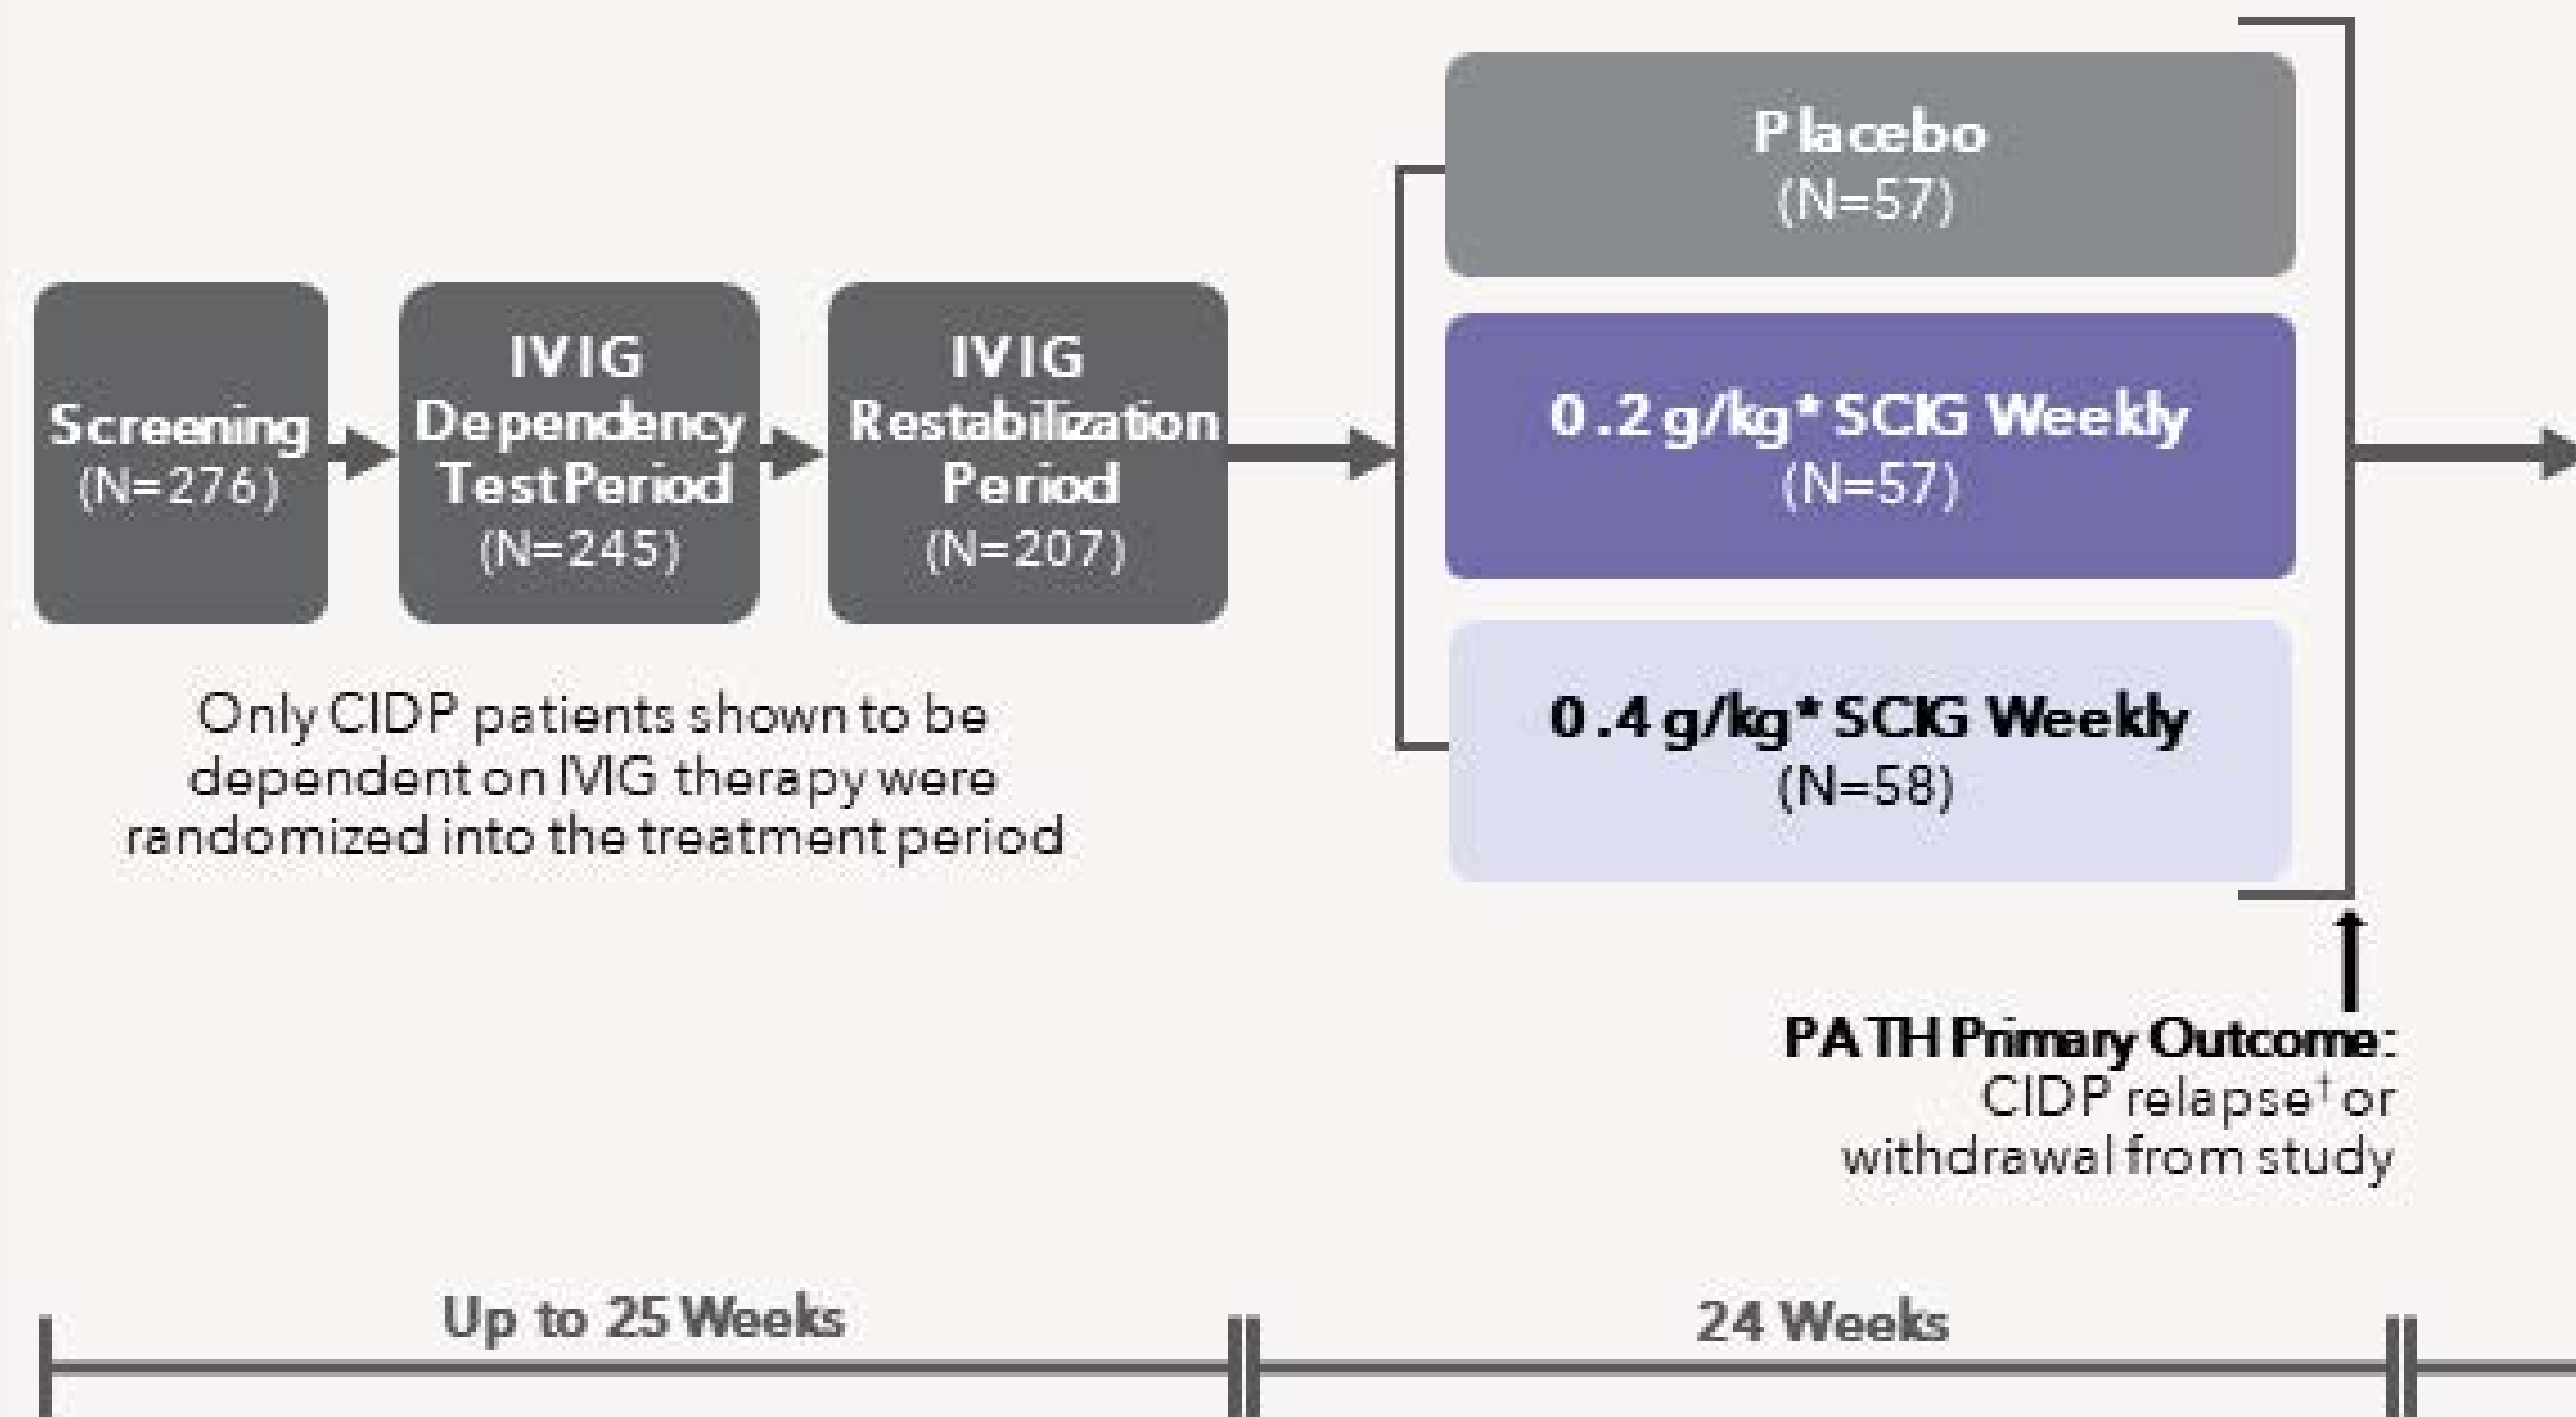 Screening
(N=276)
IVIG
Dependency
Test Period
(N=245)
IVIG
Restabilization
Period
(N=207)
Only CIDP patients shown to be
dependent on IVIG therapy were
randomized into the treatment period
Placebo
(N=57)
0.2 g/kg* SCIG Weekly
(N=57)
0.4 g/kg* SCIG Weekly
(N=58)
PATH Primary Outcome:
CIDP relapse† or
withdrawal from study
Up to 25 Weeks
24 Weeks